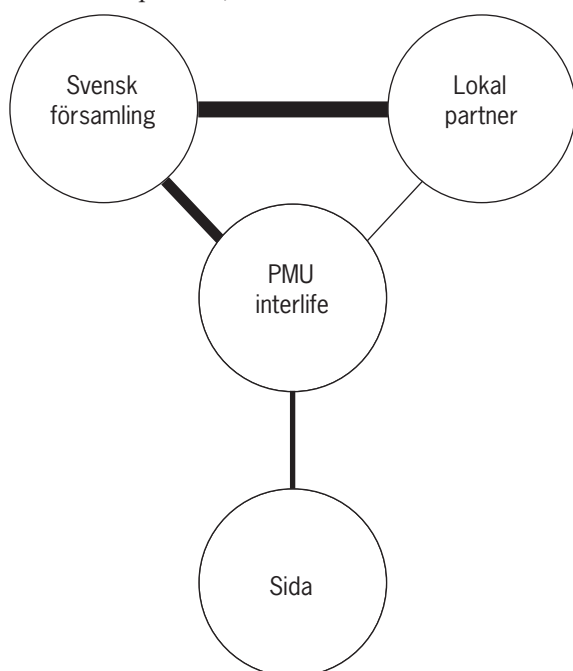 Svensk
församling
Lokal
partner
PMU
interlife
Sida